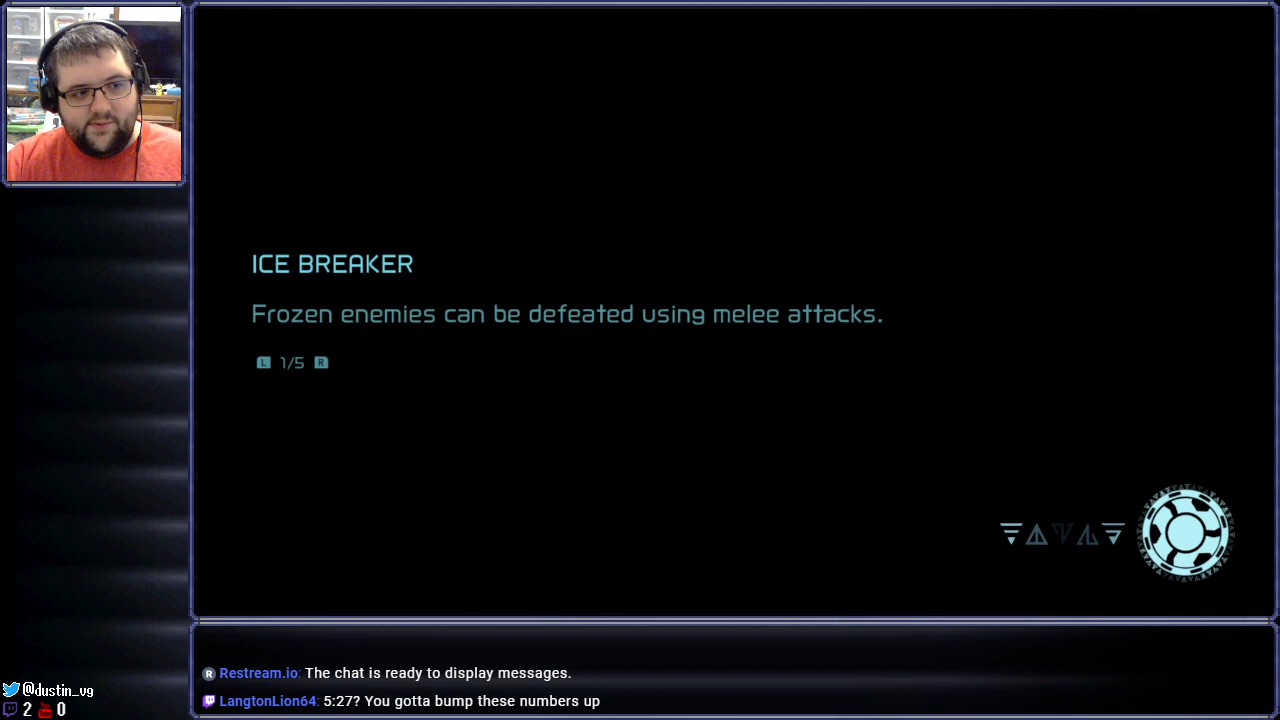 ICE BREAKER
Frozen enemies can be defeated using melee attacks.
L 1/5 R
R Restream.io: The chat is ready to display messages.
LangtonLion64: 5:27? You gotta bump these numbers up
@dustin_vg
2 0